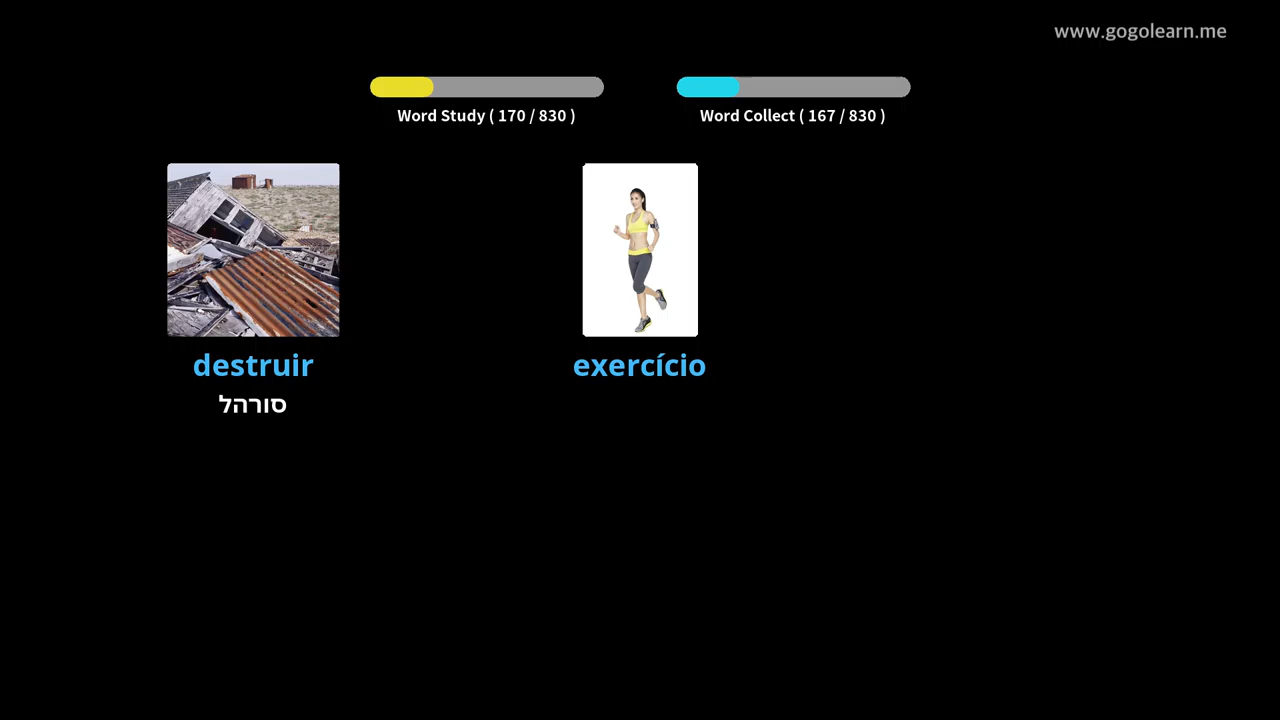 www.gogolearn.me
Word Study ( 170 / 830 )
Word Collect ( 167 / 830 )
destruir
סורהל
exercício